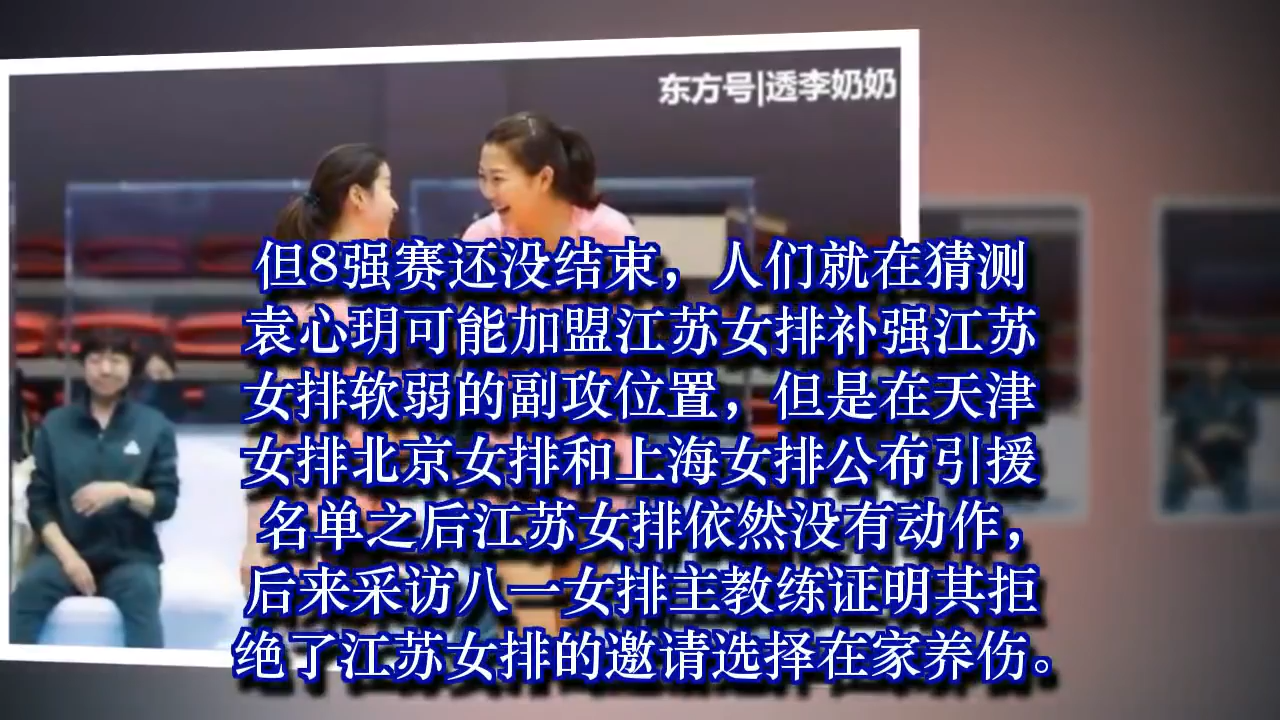 东方号|透李奶奶
但8强赛还没结束，人们就在猜测
袁心玥可能加盟江苏女排补强江苏
女排软弱的副攻位置，但是在天津
女排北京女排和上海女排公布引援
名单之后江苏女排依然没有动作，
后来采访八一女排主教练证明其拒
绝了江苏女排的邀请选择在家养伤。